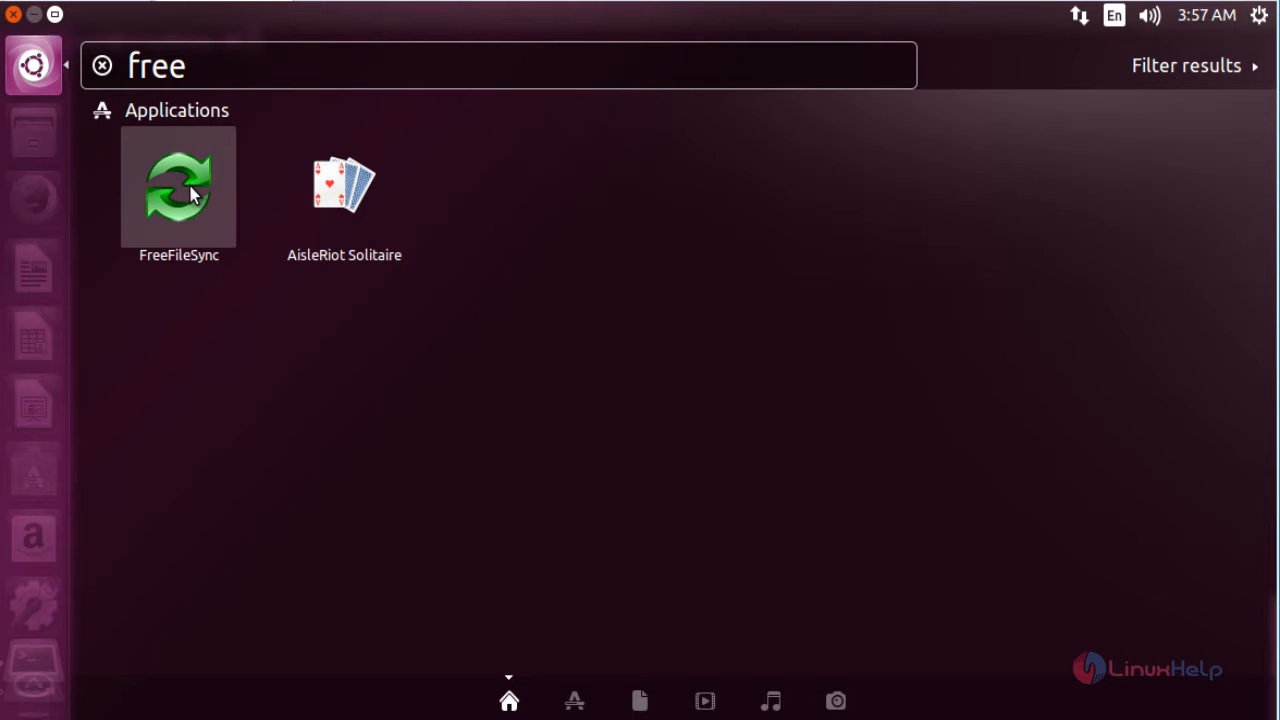 En
3:57 AM
free
Filter results
Applications
FreeFileSync
AisleRiot Solitaire
a
LinuxHelp